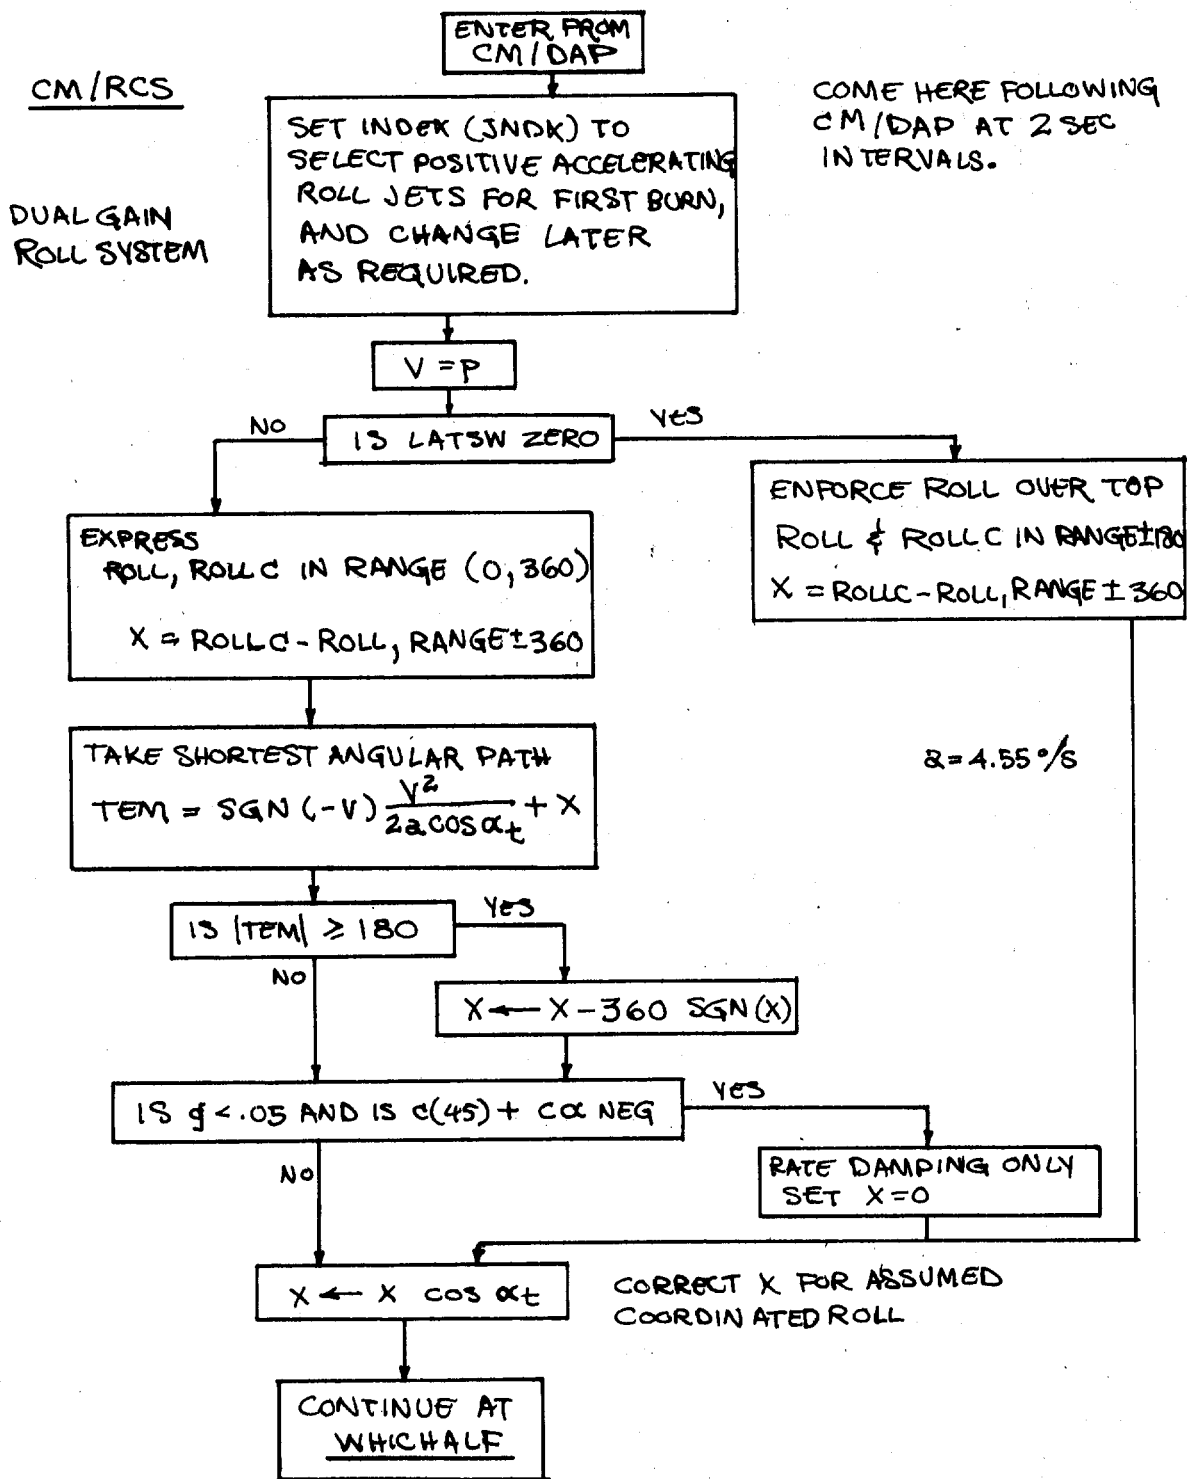 ENTER FROM
CM/DAP
CM/RCS
COME HERE FOLLOWING
CM/DAP AT 2 SEC
INTERVALS.
SET INDEX (JNDX) TO
SELECT POSITIVE ACCELERATING
ROLL JETS FOR FIRST BURN,
AND CHANGE LATER
AS REQUIRED.
DUAL GAIN
ROLL SYSTEM
V = P
NO
IS LATSW ZERO
YES
ENFORCE ROLL OVER TOP
ROLL & ROLLC IN RANGE ±180
X = ROLLC - ROLL, RANGE ± 360
EXPRESS
ROLL, ROLLC IN RANGE (0, 360)
X = ROLLC - ROLL, RANGE ± 360
TAKE SHORTEST ANGULAR PATH
TEM = SGN (-V) V² / 2a COS αt + X
a = 4.55 °/S
IS |TEM| ≥ 180
YES
NO
X ← X - 360 SGN (X)
IS g < .05 AND IS C(45) + Cα NEG
YES
NO
RATE DAMPING ONLY
SET X = 0
X ← X COS αt
CORRECT X FOR ASSUMED
COORDINATED ROLL
CONTINUE AT
WHICHALF